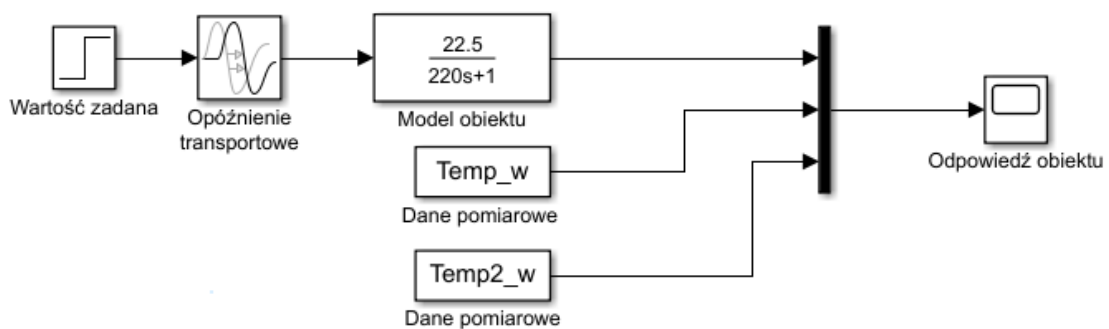 Wartość zadana
Opóźnienie
transportowe
22.5
220s+1
Model obiektu
Temp_w
Dane pomiarowe
Temp2_w
Dane pomiarowe
Odpowiedź obiektu